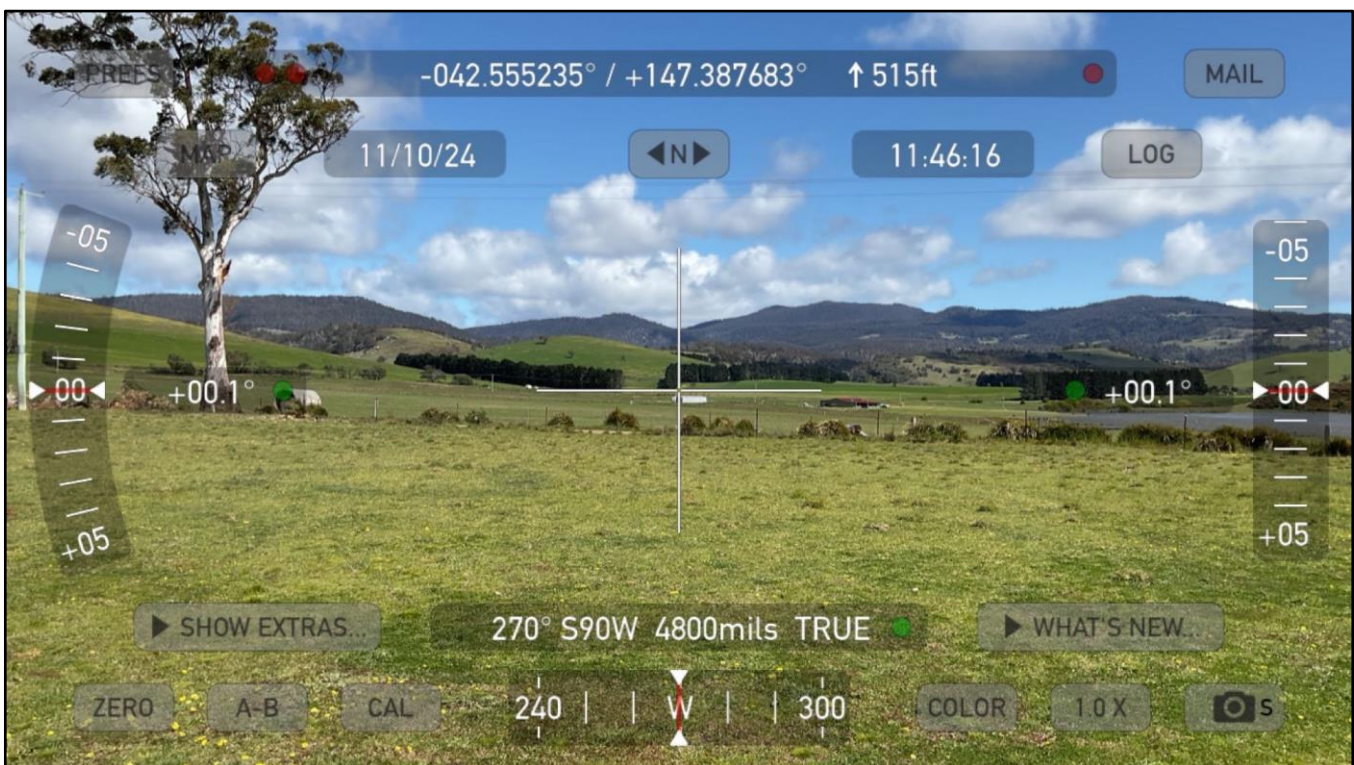 PREFS -042.555235° / +147.387683° ↑ 515ft MAIL
MAP 11/10/24 ◀N▶ 11:46:16 LOG
-05 -05
00 +00.1° +00.1° 00
+05 +05
▶ SHOW EXTRAS... 270° S90W 4800mils TRUE ▶ WHAT'S NEW...
ZERO A-B CAL 240 | | W | | 300 COLOR 1.0 X S